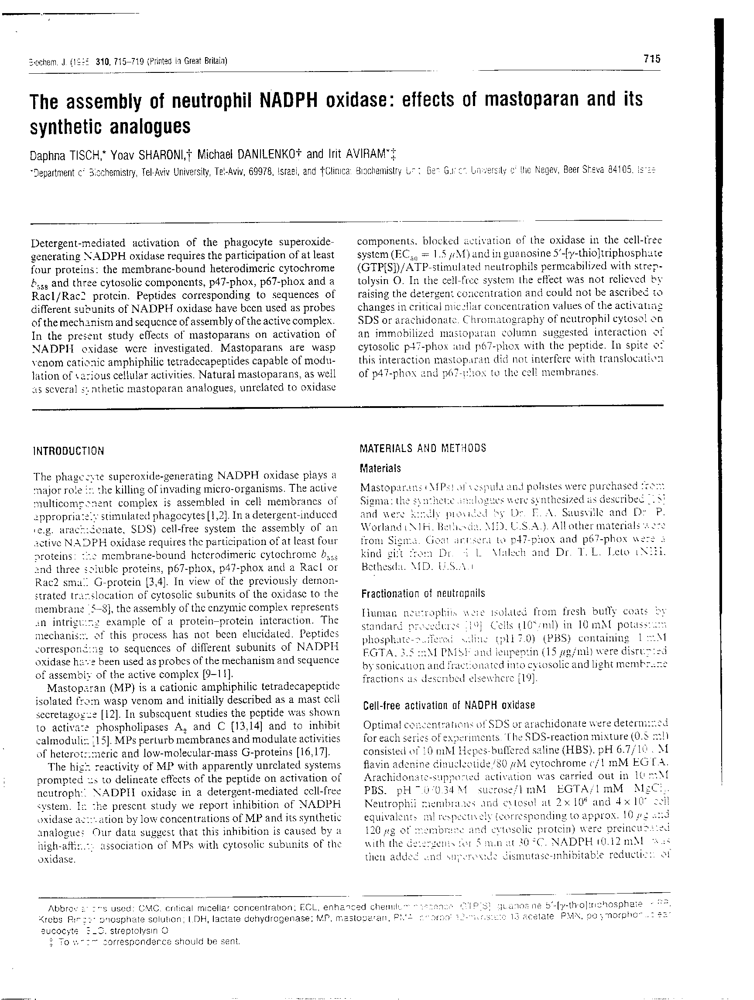 Biochem. J. (1995) 310, 715–719 (Printed in Great Britain)
715
The assembly of neutrophil NADPH oxidase: effects of mastoparan and its
synthetic analogues
Daphna TISCH,* Yoav SHARONI,† Michael DANILENKO† and Irit AVIRAM*‡
*Department of Biochemistry, Tel-Aviv University, Tel-Aviv, 69978, Israel, and †Clinical Biochemistry Unit, Ben Gurion University of the Negev, Beer Sheva 84105, Israel
Detergent-mediated activation of the phagocyte superoxide-
generating NADPH oxidase requires the participation of at least
four proteins: the membrane-bound heterodimeric cytochrome
b₅₅₈ and three cytosolic components, p47-phox, p67-phox and a
Rac1/Rac2 protein. Peptides corresponding to sequences of
different subunits of NADPH oxidase have been used as probes
of the mechanism and sequence of assembly of the active complex.
In the present study effects of mastoparans on activation of
NADPH oxidase were investigated. Mastoparans are wasp
venom cationic amphiphilic tetradecapeptides capable of modu-
lation of various cellular activities. Natural mastoparans, as well
as several synthetic mastoparan analogues, unrelated to oxidase
components, blocked activation of the oxidase in the cell-free
system (EC₅₀ = 1.5 μM) and in guanosine 5′-[γ-thio]triphosphate
(GTP[S])/ATP-stimulated neutrophils permeabilized with strep-
tolysin O. In the cell-free system the effect was not relieved by
raising the detergent concentration and could not be ascribed to
changes in critical micellar concentration values of the activating
SDS or arachidonate. Chromatography of neutrophil cytosol on
an immobilized mastoparan column suggested interaction of
cytosolic p47-phox and p67-phox with the peptide. In spite of
this interaction mastoparan did not interfere with translocation
of p47-phox and p67-phox to the cell membranes.
INTRODUCTION
The phagocyte superoxide-generating NADPH oxidase plays a
major role in the killing of invading micro-organisms. The active
multicomponent complex is assembled in cell membranes of
appropriately stimulated phagocytes [1,2]. In a detergent-induced
(e.g. arachidonate, SDS) cell-free system the assembly of an
active NADPH oxidase requires the participation of at least four
proteins: the membrane-bound heterodimeric cytochrome b₅₅₈
and three soluble proteins, p67-phox, p47-phox and a Rac1 or
Rac2 small G-protein [3,4]. In view of the previously demon-
strated translocation of cytosolic subunits of the oxidase to the
membrane [5–8], the assembly of the enzymic complex represents
an intriguing example of a protein–protein interaction. The
mechanism of this process has not been elucidated. Peptides
corresponding to sequences of different subunits of NADPH
oxidase have been used as probes of the mechanism and sequence
of assembly of the active complex [9–11].
Mastoparan (MP) is a cationic amphiphilic tetradecapeptide
isolated from wasp venom and initially described as a mast cell
secretagogue [12]. In subsequent studies the peptide was shown
to activate phospholipases A₂ and C [13,14] and to inhibit
calmodulin [15]. MPs perturb membranes and modulate activities
of heterotrimeric and low-molecular-mass G-proteins [16,17].
The high reactivity of MP with apparently unrelated systems
prompted us to delineate effects of the peptide on activation of
neutrophil NADPH oxidase in a detergent-mediated cell-free
system. In the present study we report inhibition of NADPH
oxidase activation by low concentrations of MP and its synthetic
analogues. Our data suggest that this inhibition is caused by a
high-affinity association of MPs with cytosolic subunits of the
oxidase.
MATERIALS AND METHODS
Materials
Mastoparans (MPs) of vespula and polistes were purchased from
Sigma; the synthetic analogues were synthesized as described [18]
and were kindly provided by Dr. E. A. Sausville and Dr. P.
Worland (NIH, Bethesda, MD, U.S.A.). All other materials were
from Sigma. Goat antisera to p47-phox and p67-phox were a
kind gift from Dr. H. L. Malech and Dr. T. L. Leto (NIH,
Bethesda, MD, U.S.A.)
Fractionation of neutrophils
Human neutrophils were isolated from fresh buffy coats by
standard procedures [19]. Cells (10⁸/ml) in 10 mM potassium
phosphate-buffered saline (pH 7.0) (PBS) containing 1 mM
EGTA, 3.5 mM PMSF and leupeptin (15 μg/ml) were disrupted
by sonication and fractionated into cytosolic and light membrane
fractions as described elsewhere [19].
Cell-free activation of NADPH oxidase
Optimal concentrations of SDS or arachidonate were determined
for each series of experiments. The SDS-reaction mixture (0.8 ml)
consisted of 10 mM Hepes-buffered saline (HBS), pH 6.7/10 M
flavin adenine dinucleotide/80 μM cytochrome c/1 mM EGTA.
Arachidonate-supported activation was carried out in 10 mM
PBS, pH 7.0/0.34 M sucrose/1 mM EGTA/1 mM MgCl₂.
Neutrophil membranes and cytosol at 2 × 10⁶ and 4 × 10⁷ cell
equivalents/ml respectively (corresponding to approx. 10 μg and
120 μg of membrane and cytosolic protein) were preincubated
with the detergents for 5 min at 30 °C. NADPH (0.12 mM) was
then added and superoxide dismutase-inhibitable reduction of
Abbreviations used: CMC, critical micellar concentration; ECL, enhanced chemiluminescence; GTP[S], guanosine 5′-[γ-thio]triphosphate;
Krebs Ringer phosphate solution; LDH, lactate dehydrogenase; MP, mastoparan; PMA, 12-myristate 13-acetate; PMN, polymorphonuclear
leucocyte; SLO, streptolysin O.
‡ To whom correspondence should be sent.